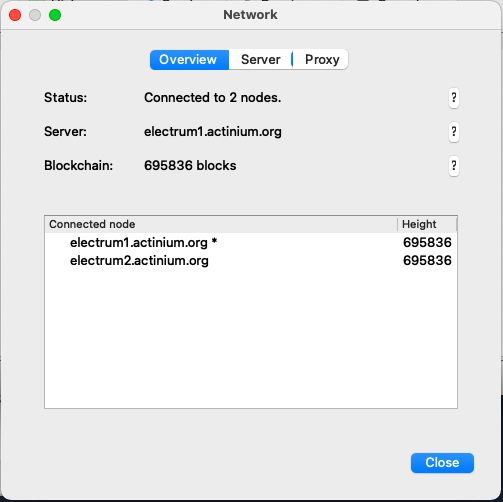 Network
Overview Server Proxy
Status: Connected to 2 nodes. ?
Server: electrum1.actinium.org ?
Blockchain: 695836 blocks ?
Connected node Height
electrum1.actinium.org * 695836
electrum2.actinium.org 695836
Close